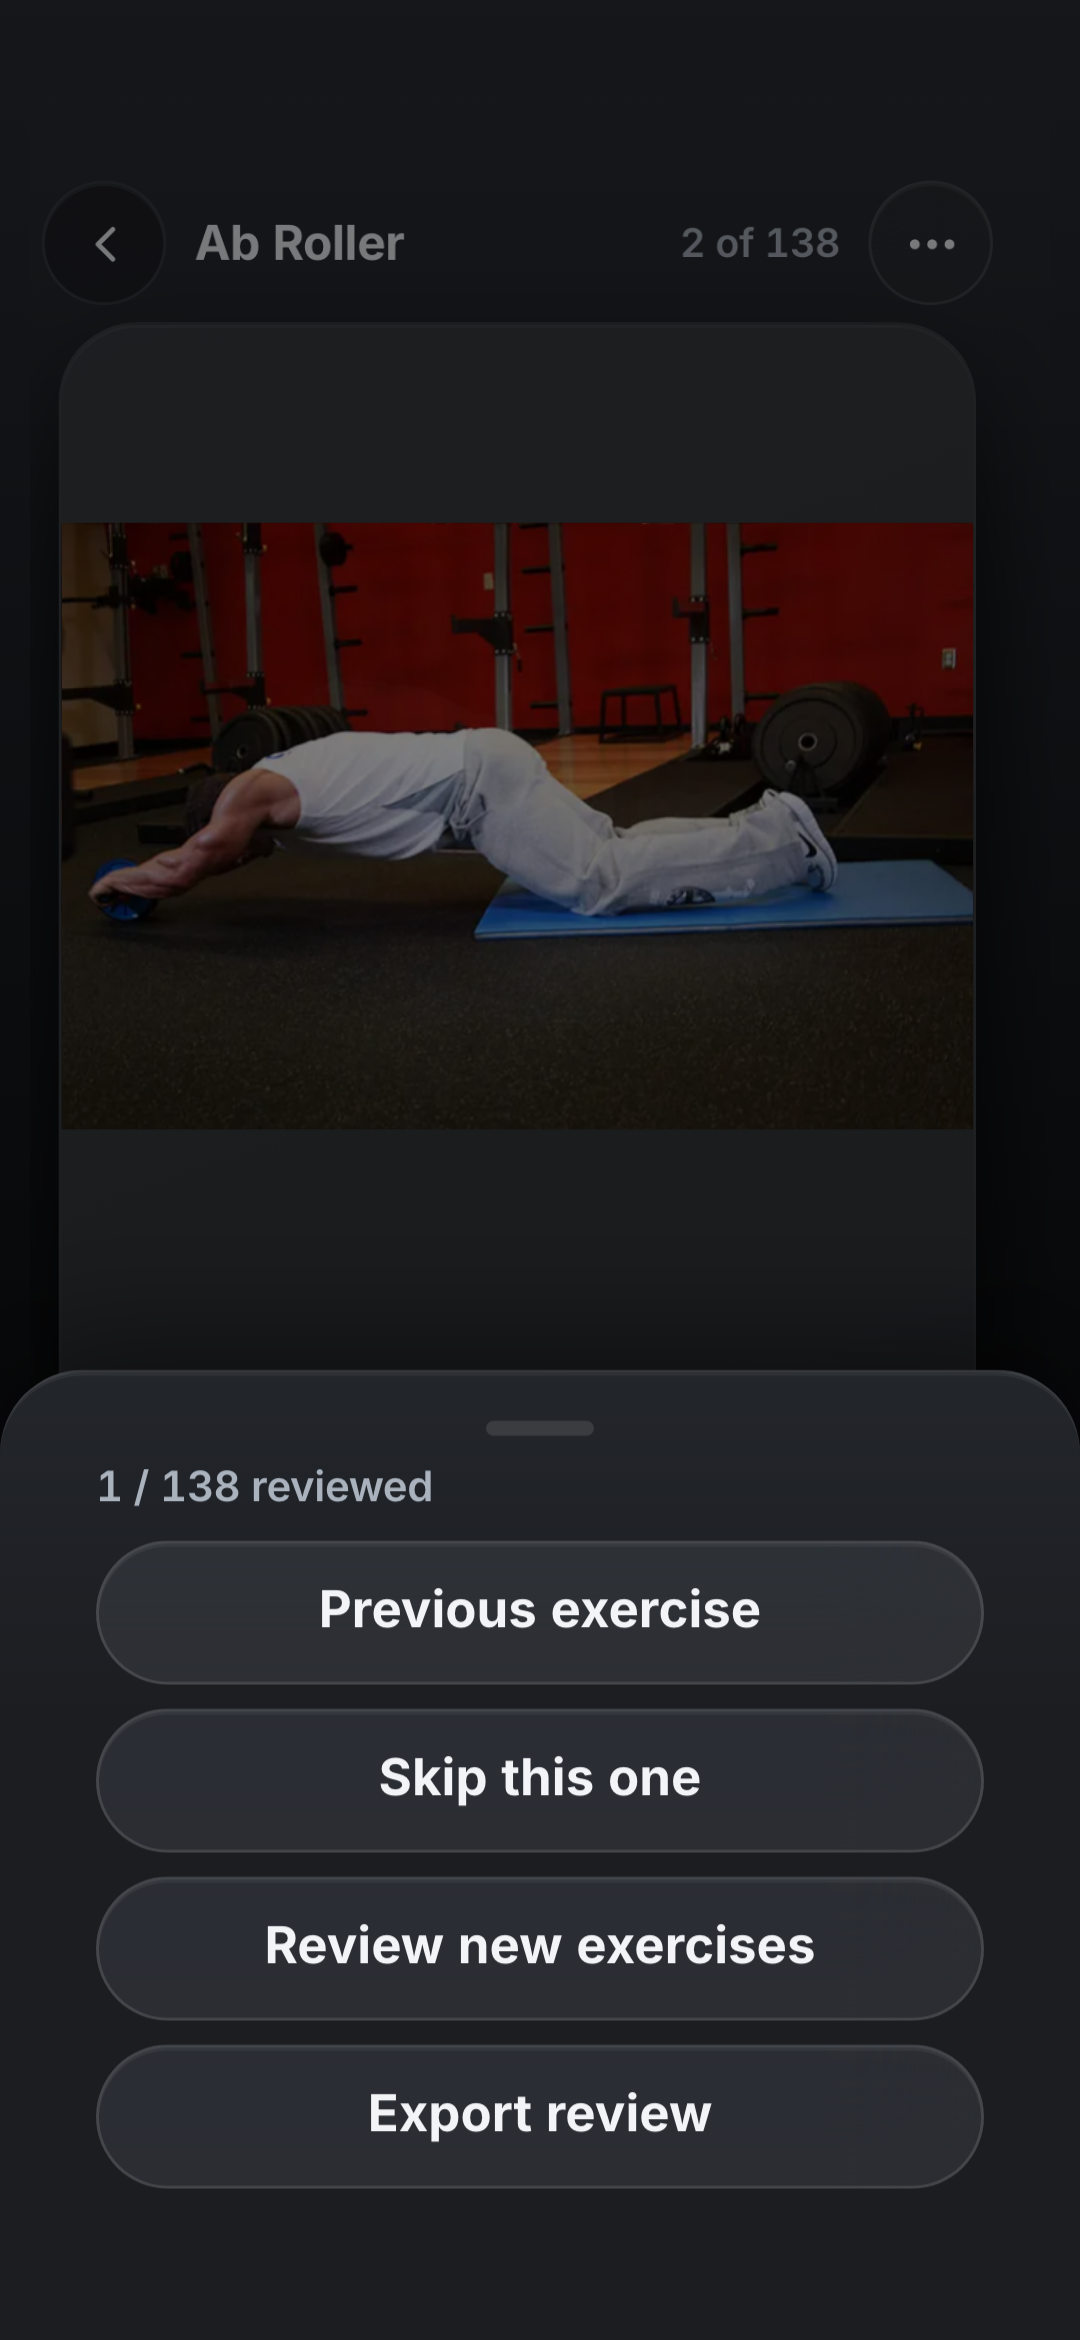 Ab Roller
2 of 138
1 / 138 reviewed
Previous exercise
Skip this one
Review new exercises
Export review